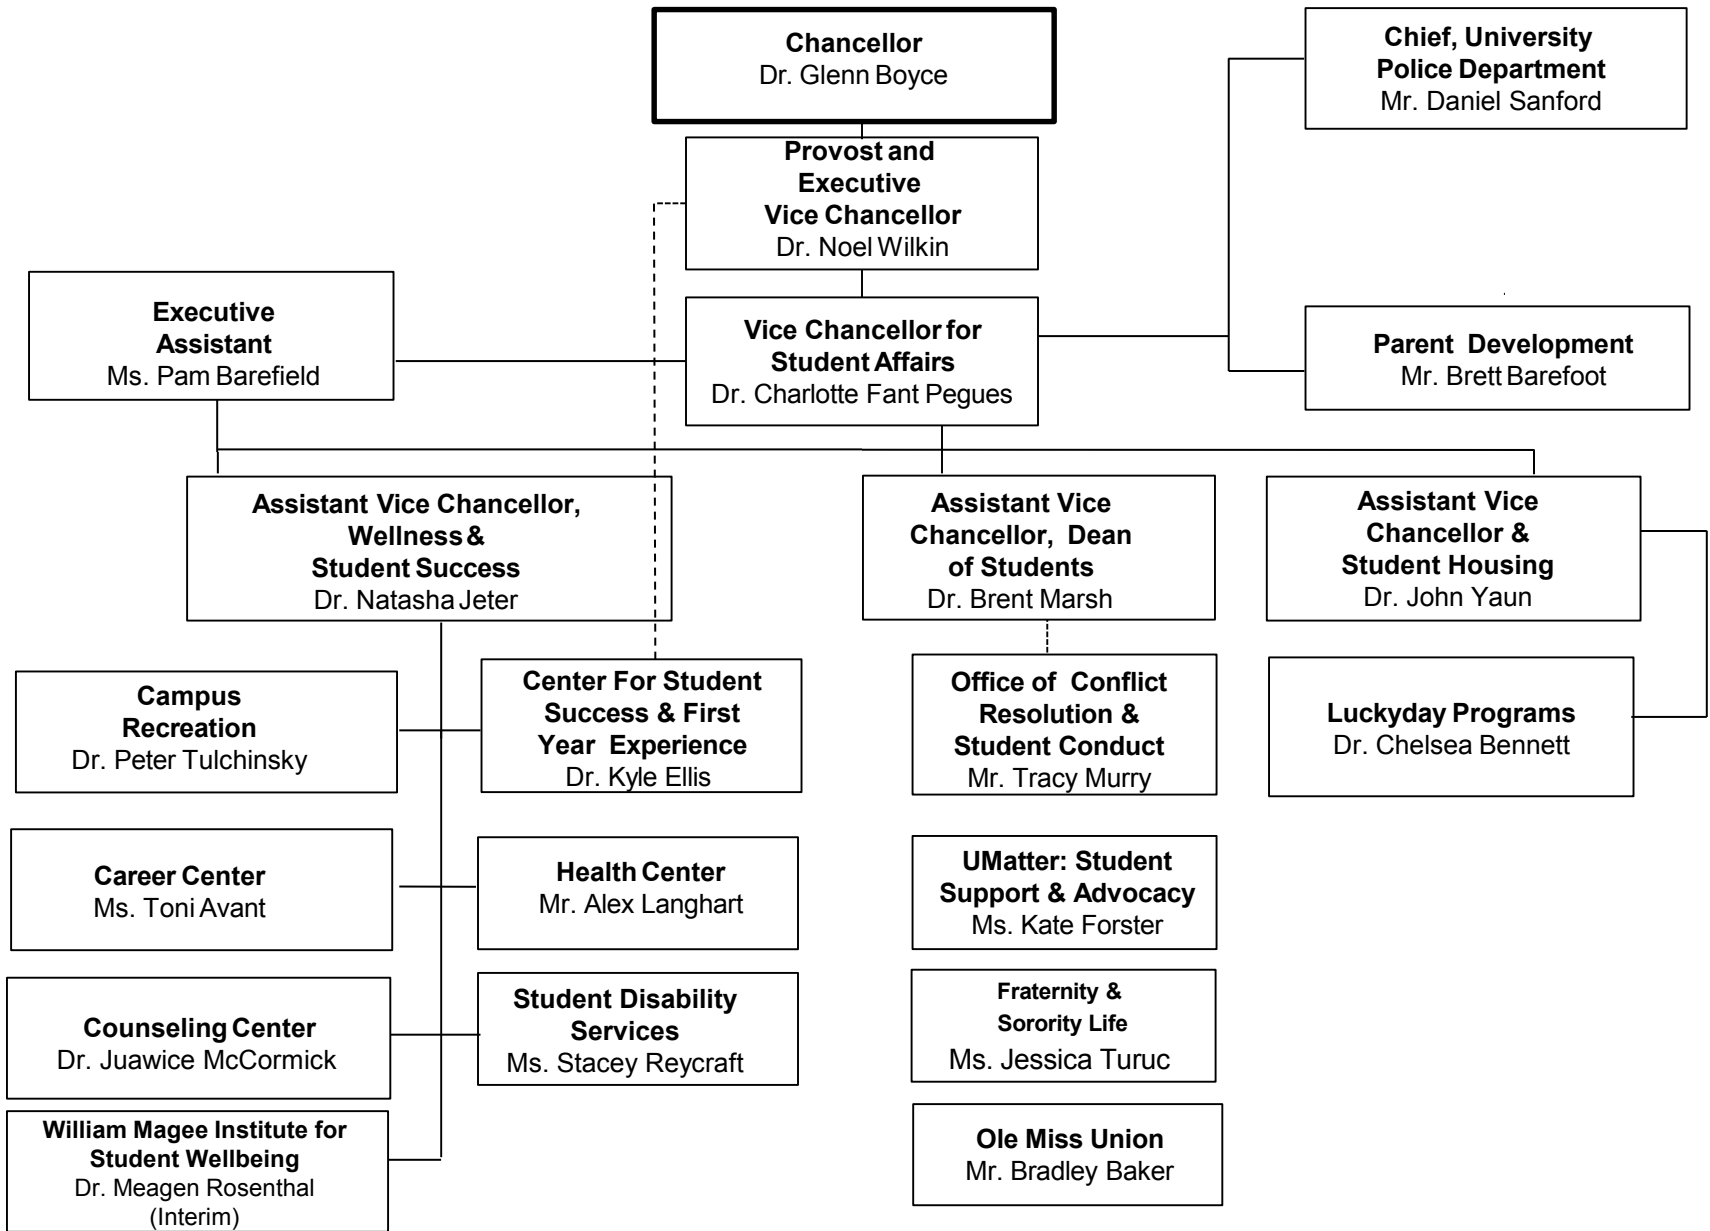 Chancellor
Dr. Glenn Boyce
Chief, University
Police Department
Mr. Daniel Sanford
Provost and
Executive
Vice Chancellor
Dr. Noel Wilkin
Executive
Assistant
Ms. Pam Barefield
Vice Chancellor for
Student Affairs
Dr. Charlotte Fant Pegues
Parent Development
Mr. Brett Barefoot
Assistant Vice Chancellor,
Wellness &
Student Success
Dr. Natasha Jeter
Assistant Vice
Chancellor, Dean
of Students
Dr. Brent Marsh
Assistant Vice
Chancellor &
Student Housing
Dr. John Yaun
Campus
Recreation
Dr. Peter Tulchinsky
Center For Student
Success & First
Year Experience
Dr. Kyle Ellis
Office of Conflict
Resolution &
Student Conduct
Mr. Tracy Murry
Luckyday Programs
Dr. Chelsea Bennett
Career Center
Ms. Toni Avant
Health Center
Mr. Alex Langhart
UMatter: Student
Support & Advocacy
Ms. Kate Forster
Counseling Center
Dr. Juawice McCormick
Student Disability
Services
Ms. Stacey Reycraft
Fraternity &
Sorority Life
Ms. Jessica Turuc
William Magee Institute for
Student Wellbeing
Dr. Meagen Rosenthal
(Interim)
Ole Miss Union
Mr. Bradley Baker